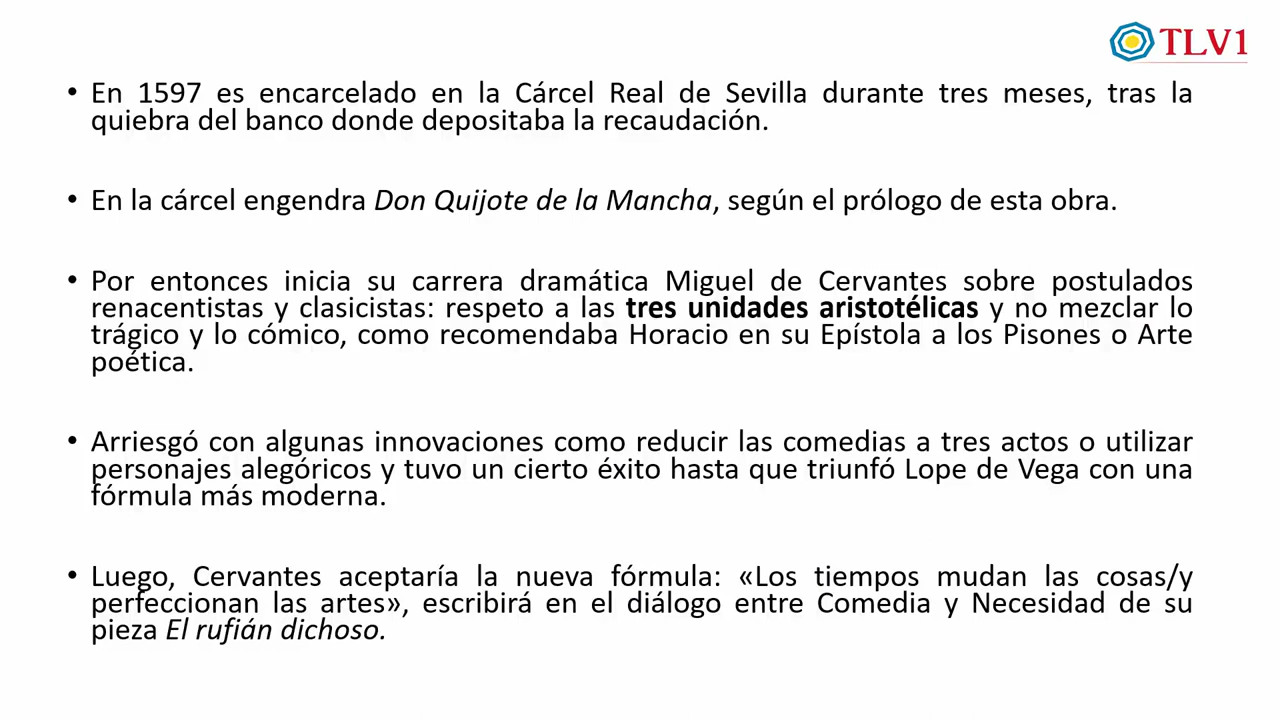 TLV1
• En 1597 es encarcelado en la Cárcel Real de Sevilla durante tres meses, tras la
quiebra del banco donde depositaba la recaudación.
• En la cárcel engendra Don Quijote de la Mancha, según el prólogo de esta obra.
• Por entonces inicia su carrera dramática Miguel de Cervantes sobre postulados
renacentistas y clasicistas: respeto a las tres unidades aristotélicas y no mezclar lo
trágico y lo cómico, como recomendaba Horacio en su Epístola a los Pisones o Arte
poética.
• Arriesgó con algunas innovaciones como reducir las comedias a tres actos o utilizar
personajes alegóricos y tuvo un cierto éxito hasta que triunfó Lope de Vega con una
fórmula más moderna.
• Luego, Cervantes aceptaría la nueva fórmula: «Los tiempos mudan las cosas/y
perfeccionan las artes», escribirá en el diálogo entre Comedia y Necesidad de su
pieza El rufián dichoso.